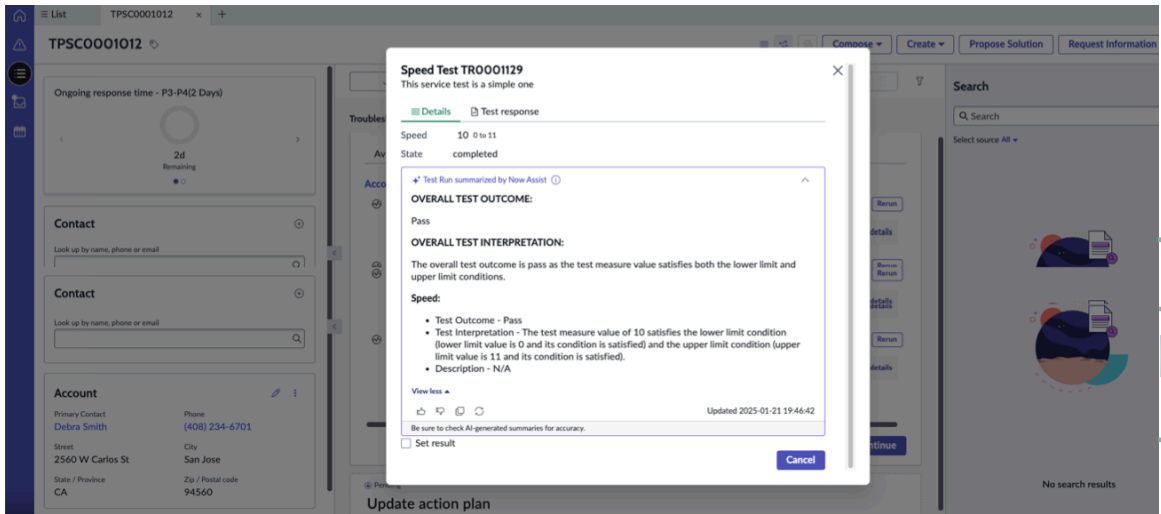 List
TPSC0001012
×
+
TPSC0001012
Compose
Create
Propose Solution
Request Information
Ongoing response time - P3-P4(2 Days)
2d
Remaining
Contact
Look up by name, phone or email
Contact
Look up by name, phone or email
Account
Primary Contact
Phone
Debra Smith
(408) 234-6701
Street
City
2560 W Carlos St
San Jose
State / Province
Zip / Postal code
CA
94560
Troubles
Av
Acco
Speed Test TR0001129
This service test is a simple one
Details
Test response
Speed 10 0 to 11
State completed
Test Run summarized by Now Assist
OVERALL TEST OUTCOME:
Pass
OVERALL TEST INTERPRETATION:
The overall test outcome is pass as the test measure value satisfies both the lower limit and
upper limit conditions.
Speed:
• Test Outcome - Pass
• Test Interpretation - The test measure value of 10 satisfies the lower limit condition
(lower limit value is 0 and its condition is satisfied) and the upper limit condition (upper
limit value is 11 and its condition is satisfied).
• Description - N/A
View less
Updated 2025-01-21 19:46:42
Be sure to check AI-generated summaries for accuracy.
Set result
Cancel
Rerun
details
Rerun
details
Rerun
details
ntinue
Update action plan
Search
Search
Select source All
No search results